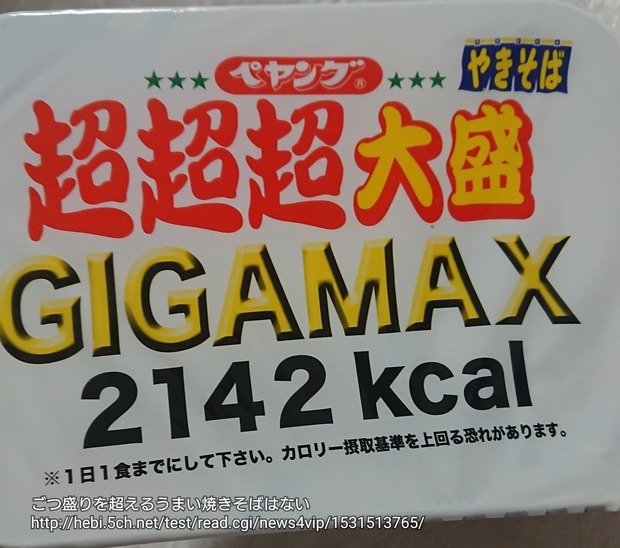 ★★★ ペヤング® ★★★ やきそば
超超超大盛
GIGAMAX
2142 kcal
※1日1食までにして下さい。カロリー摂取基準を上回る恐れがあります。
ごつ盛りを超えるうまい焼きそばはない
http://hebi.5ch.net/test/read.cgi/news4vip/1531513765/